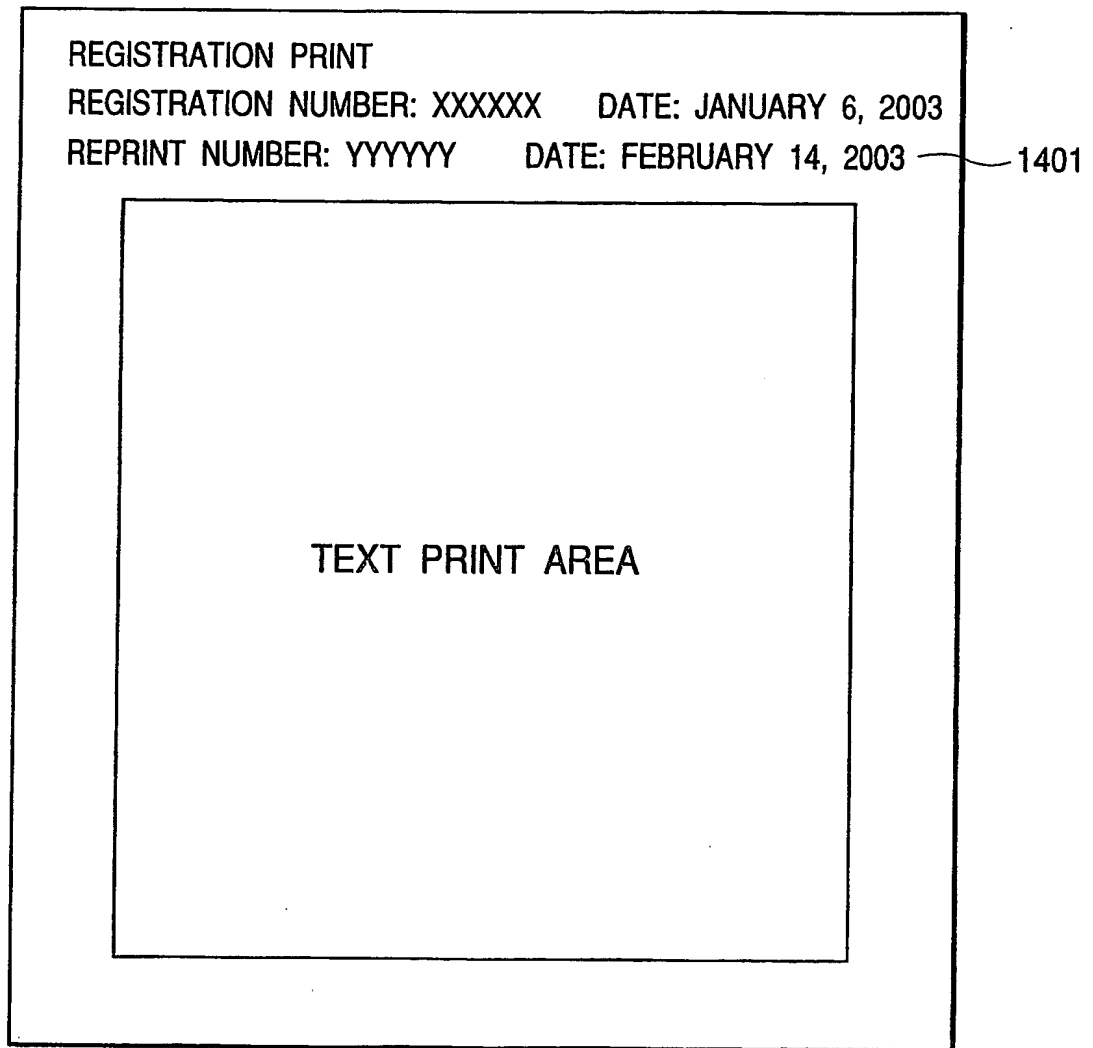 REGISTRATION PRINT
REGISTRATION NUMBER: XXXXXX DATE: JANUARY 6, 2003
REPRINT NUMBER: YYYYYY DATE: FEBRUARY 14, 2003 1401
TEXT PRINT AREA